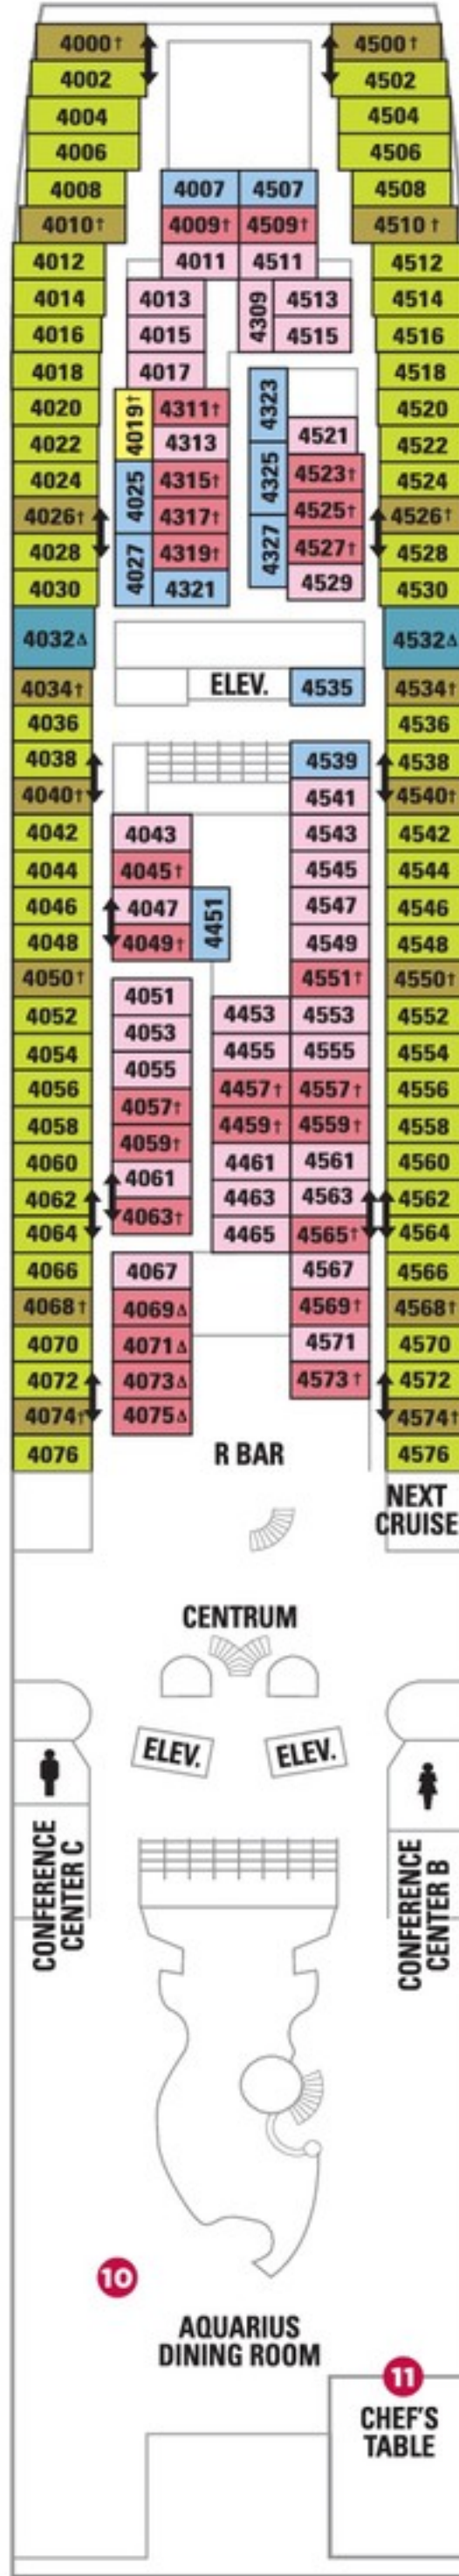 4000† 4500†
4002 4502
4004 4504
4006 4506
4008 4007 4507 4508
4010† 4009† 4509† 4510†
4012 4011 4511 4512
4014 4013 4309 4513 4514
4016 4015 4515 4516
4018 4017 4518
4020 4019† 4311† 4323 4520
4022 4313 4521 4522
4024 4025 4315† 4325 4523† 4524
4026† 4317† 4525† 4526†
4028 4027 4319† 4327 4527† 4528
4030 4321 4529 4530
4032Δ 4532Δ
4034† ELEV. 4535 4534†
4036 4536
4038 4539 4538
4040† 4541 4540†
4042 4043 4543 4542
4044 4045† 4545 4544
4046 4047 4451 4547 4546
4048 4049† 4549 4548
4050† 4551† 4550†
4052 4051 4453 4553 4552
4054 4053 4455 4555 4554
4056 4055 4457† 4557† 4556
4058 4057† 4459† 4559† 4558
4060 4059† 4461 4561 4560
4062 4061 4463 4563 4562
4064 4063† 4465 4565† 4564
4066 4067 4567 4566
4068† 4069Δ 4569† 4568†
4070 4071Δ 4571 4570
4072 4073Δ 4573† 4572
4074† 4075Δ 4574†
4076 R BAR 4576
NEXT
CRUISE
CENTRUM
ELEV. ELEV.
CONFERENCE
CENTER C
CONFERENCE
CENTER B
10
AQUARIUS
DINING ROOM
11
CHEF'S
TABLE